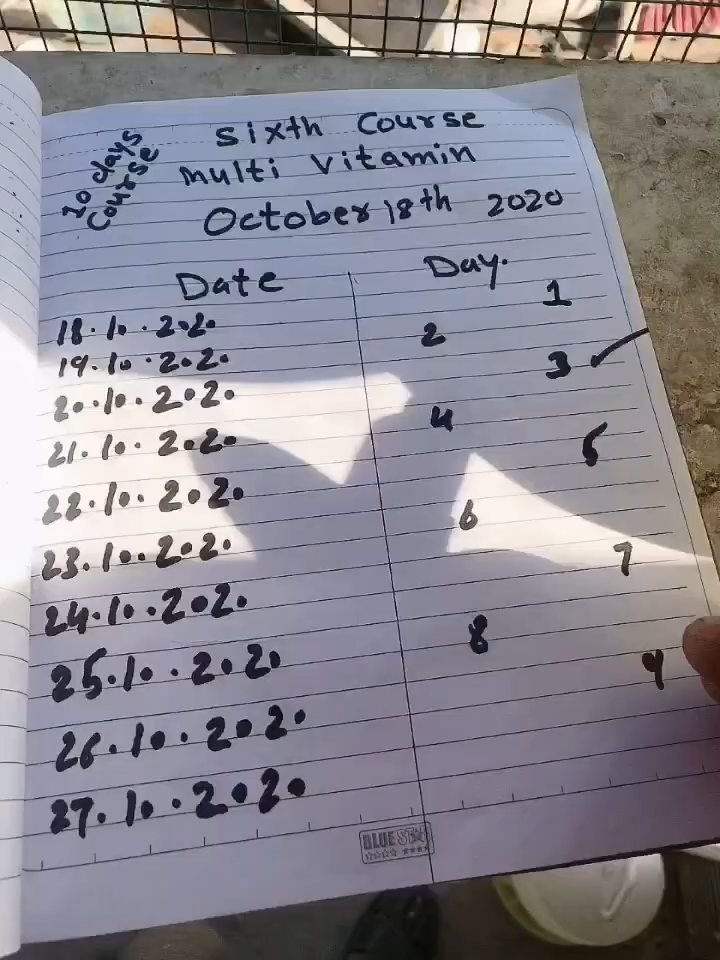 10 days
Course
Sixth Course
Multi Vitamin
October 18th 2020
Date Day.
18.10.2020 1
19.10.2020 2
20.10.2020 3 ✓
21.10.2020 4
22.10.2020 5
23.10.2020 6
24.10.2020 7
25.10.2020 8
26.10.2020 9
27.10.2020
BLUE STAR